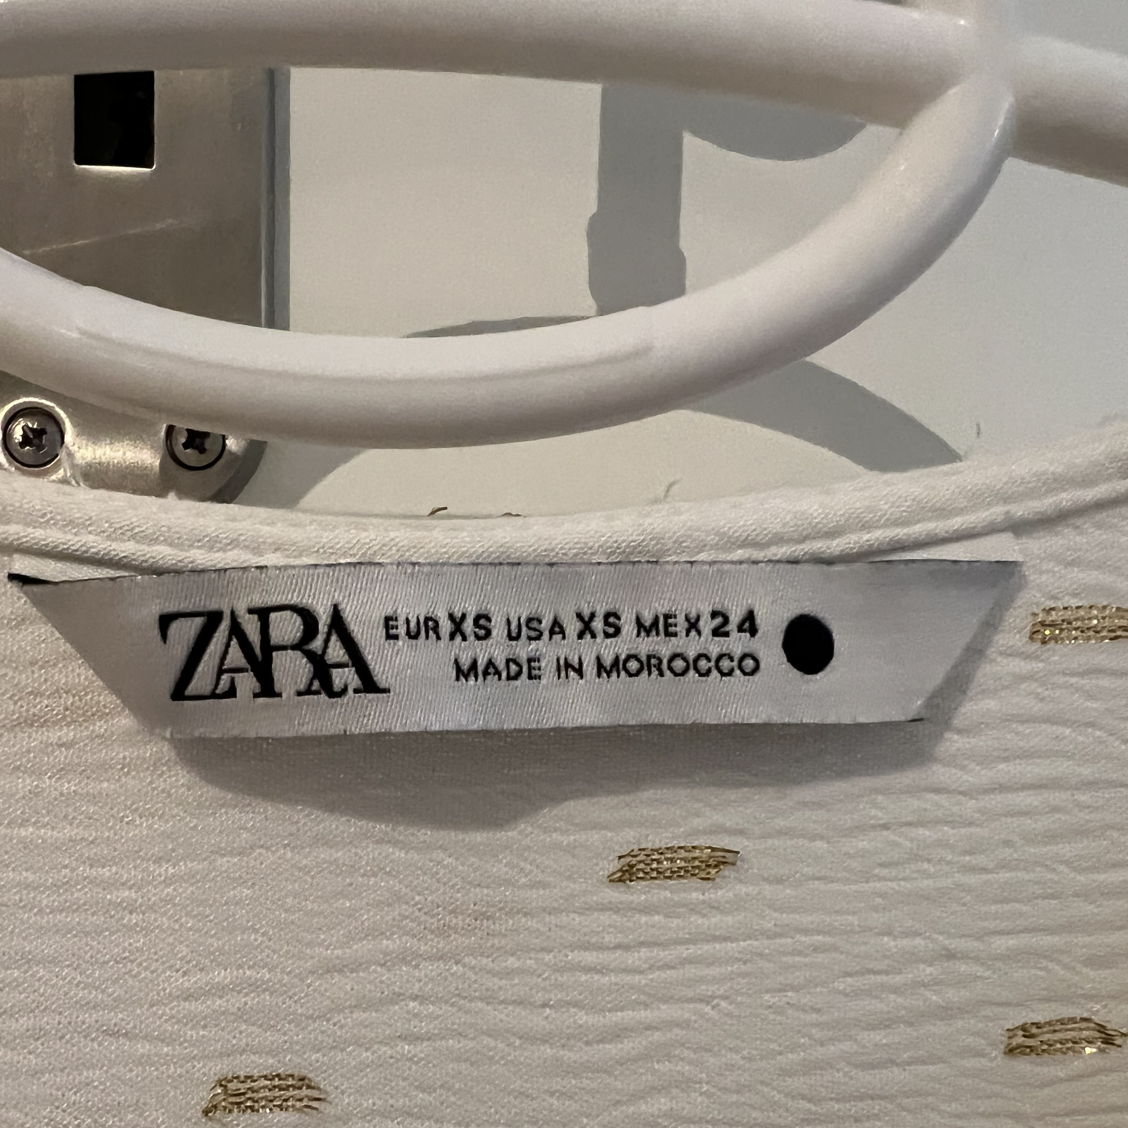 ZARA
EUR XS USA XS MEX 24
MADE IN MOROCCO